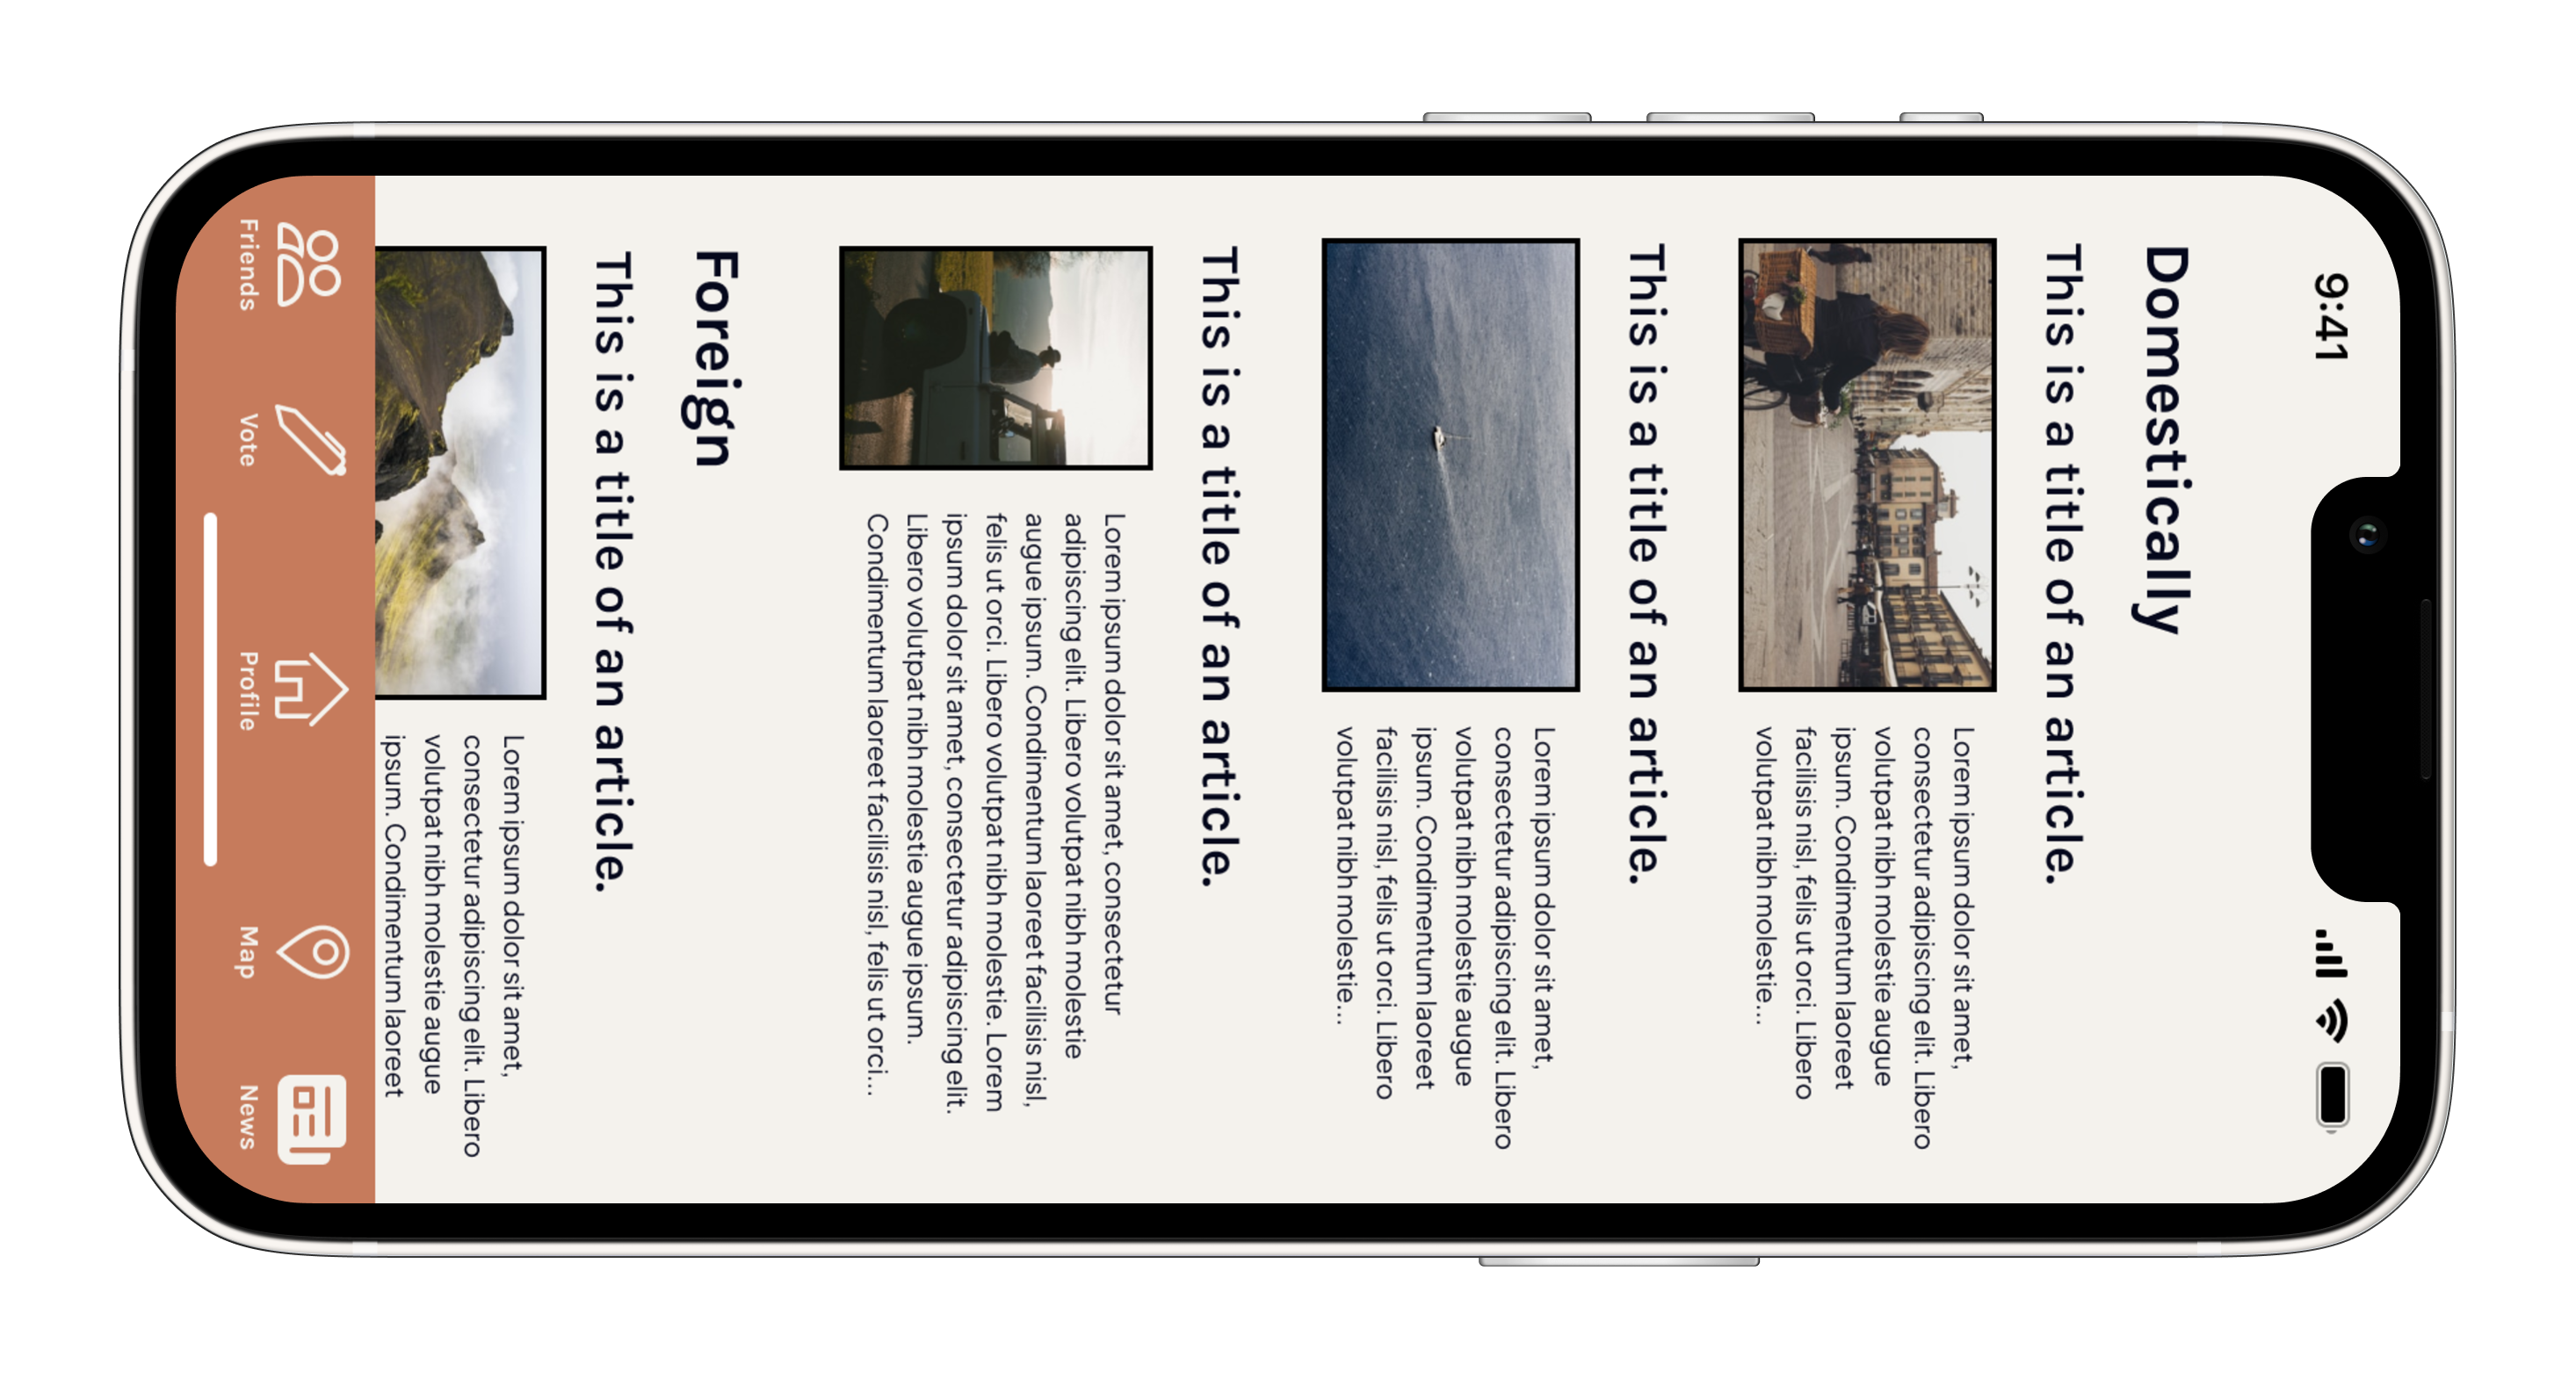 9:41
Domestically
This is a title of an article.
Lorem ipsum dolor sit amet,
consectetur adipiscing elit. Libero
volutpat nibh molestie augue
ipsum. Condimentum laoreet
facilisis nisl, felis ut orci. Libero
volutpat nibh molestie...
This is a title of an article.
Lorem ipsum dolor sit amet,
consectetur adipiscing elit. Libero
volutpat nibh molestie augue
ipsum. Condimentum laoreet
facilisis nisl, felis ut orci. Libero
volutpat nibh molestie...
This is a title of an article.
Lorem ipsum dolor sit amet, consectetur
adipiscing elit. Libero volutpat nibh molestie
augue ipsum. Condimentum laoreet facilisis nisl,
felis ut orci. Libero volutpat nibh molestie. Lorem
ipsum dolor sit amet, consectetur adipiscing elit.
Libero volutpat nibh molestie augue ipsum.
Condimentum laoreet facilisis nisl, felis ut orci...
Foreign
This is a title of an article.
Lorem ipsum dolor sit amet,
consectetur adipiscing elit. Libero
volutpat nibh molestie augue
ipsum. Condimentum laoreet
Friends Vote Profile Map News